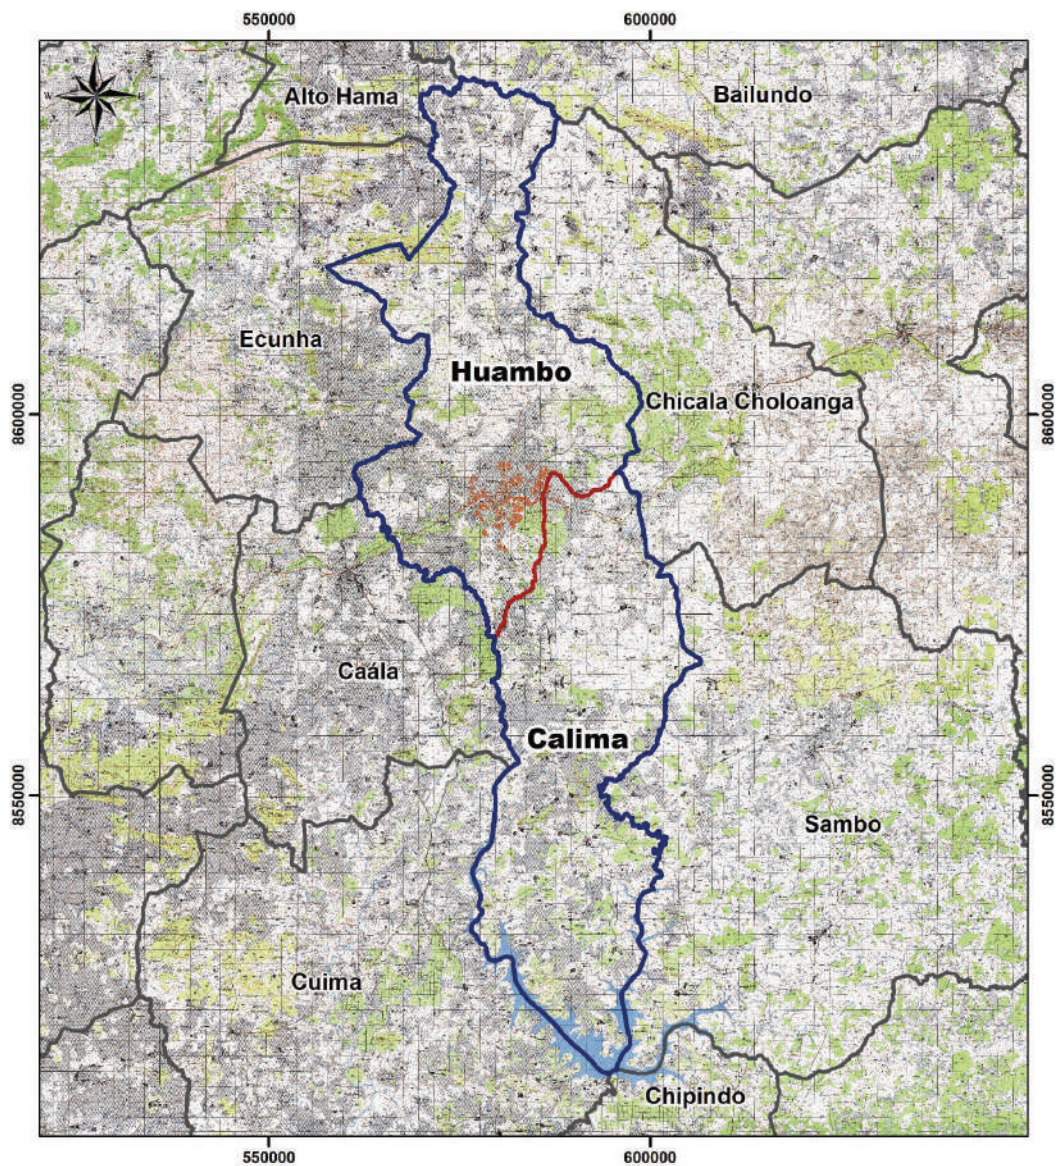 550000
600000
Alto Hama
Bailundo
W
E
Ecunha
Huambo
Chicala Choloanga
8600000
8600000
Caála
Calima
8550000
8550000
Sambo
Cuima
Chipindo
550000
600000